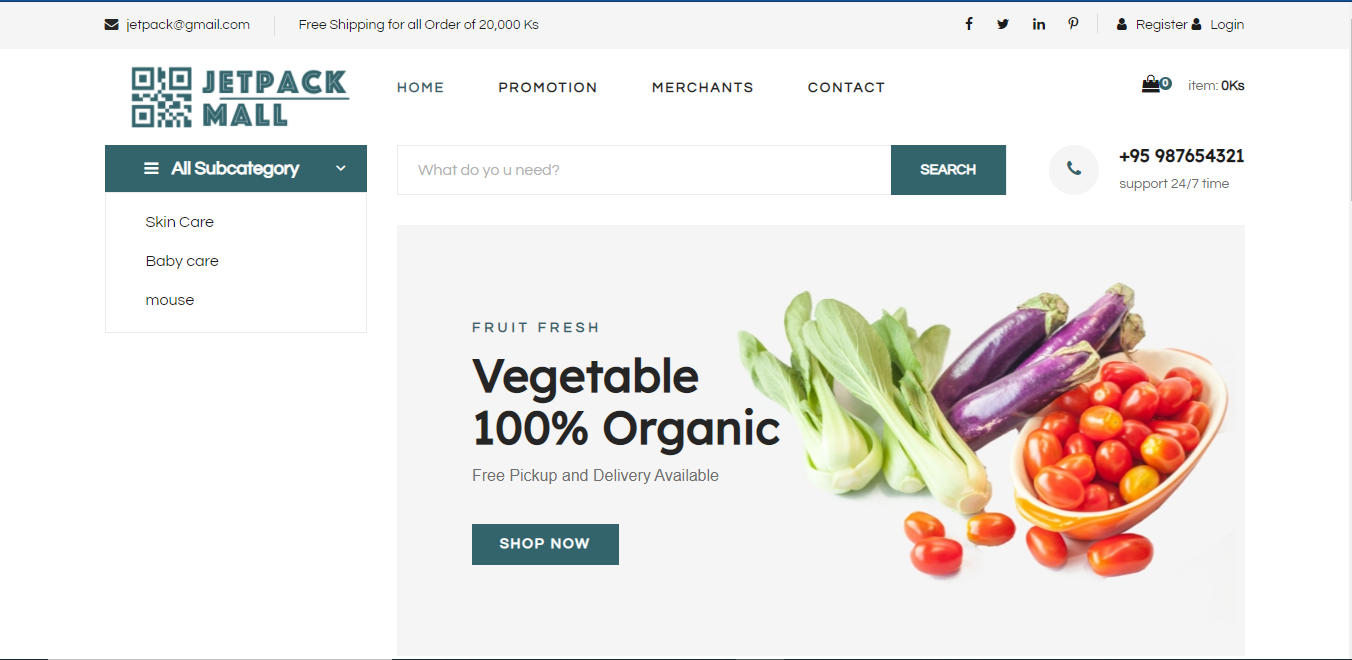 jetpack@gmail.com
Free Shipping for all Order of 20,000 Ks
Register
Login
JETPACK
MALL
HOME
PROMOTION
MERCHANTS
CONTACT
0
item: 0Ks
All Subcategory
What do yo u need?
SEARCH
+95 987654321
support 24/7 time
Skin Care
Baby care
mouse
FRUIT FRESH
Vegetable
100% Organic
Free Pickup and Delivery Available
SHOP NOW